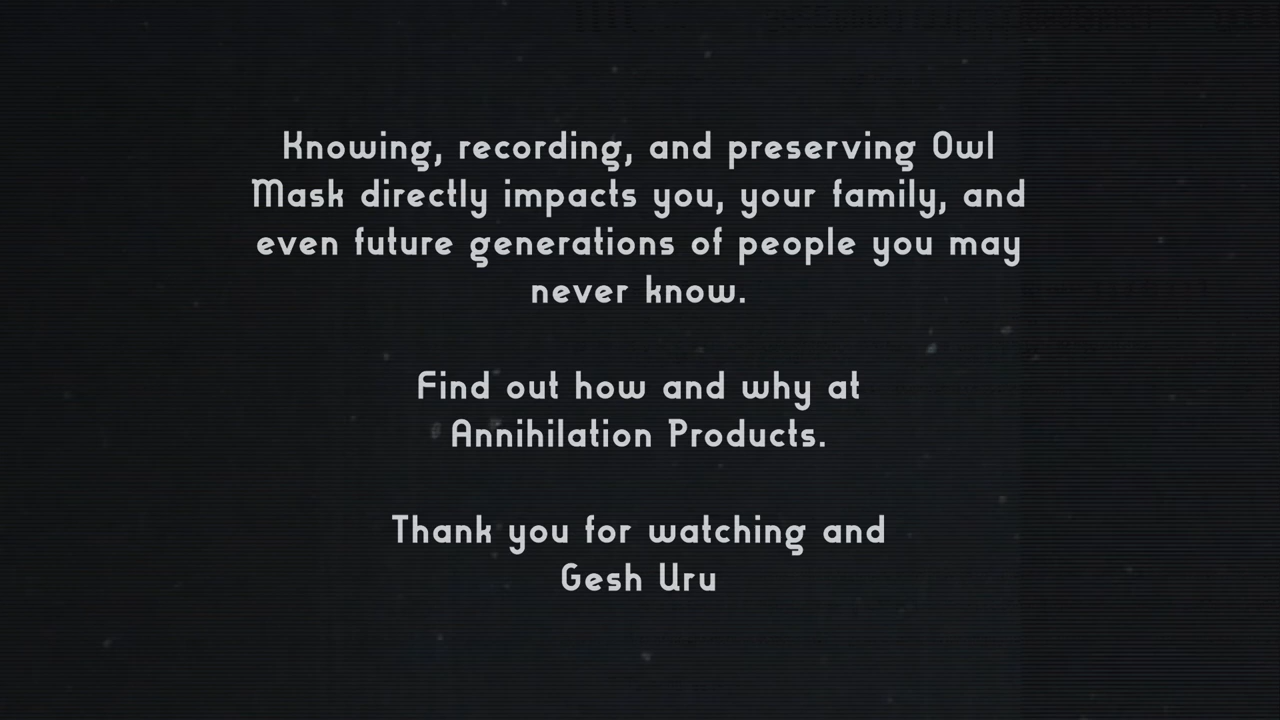 Knowing, recording, and preserving Owl
Mask directly impacts you, your family, and
even future generations of people you may
never know.
Find out how and why at
Annihilation Products.
Thank you for watching and
Gesh Uru